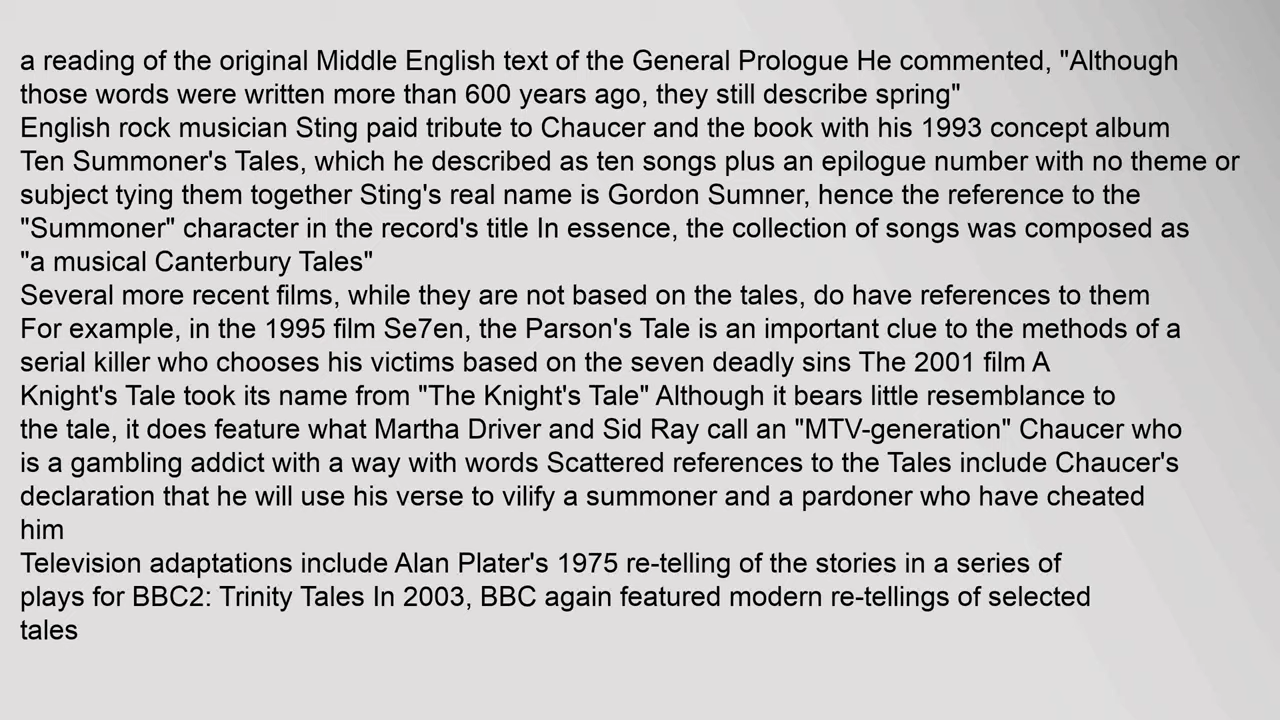 a reading of the original Middle English text of the General Prologue He commented, "Although
those words were written more than 600 years ago, they still describe spring"
English rock musician Sting paid tribute to Chaucer and the book with his 1993 concept album
Ten Summoner's Tales, which he described as ten songs plus an epilogue number with no theme or
subject tying them together Sting's real name is Gordon Sumner, hence the reference to the
"Summoner" character in the record's title In essence, the collection of songs was composed as
"a musical Canterbury Tales"
Several more recent films, while they are not based on the tales, do have references to them
For example, in the 1995 film Se7en, the Parson's Tale is an important clue to the methods of a
serial killer who chooses his victims based on the seven deadly sins The 2001 film A
Knight's Tale took its name from "The Knight's Tale" Although it bears little resemblance to
the tale, it does feature what Martha Driver and Sid Ray call an "MTV-generation" Chaucer who
is a gambling addict with a way with words Scattered references to the Tales include Chaucer's
declaration that he will use his verse to vilify a summoner and a pardoner who have cheated
him
Television adaptations include Alan Plater's 1975 re-telling of the stories in a series of
plays for BBC2: Trinity Tales In 2003, BBC again featured modern re-tellings of selected
tales